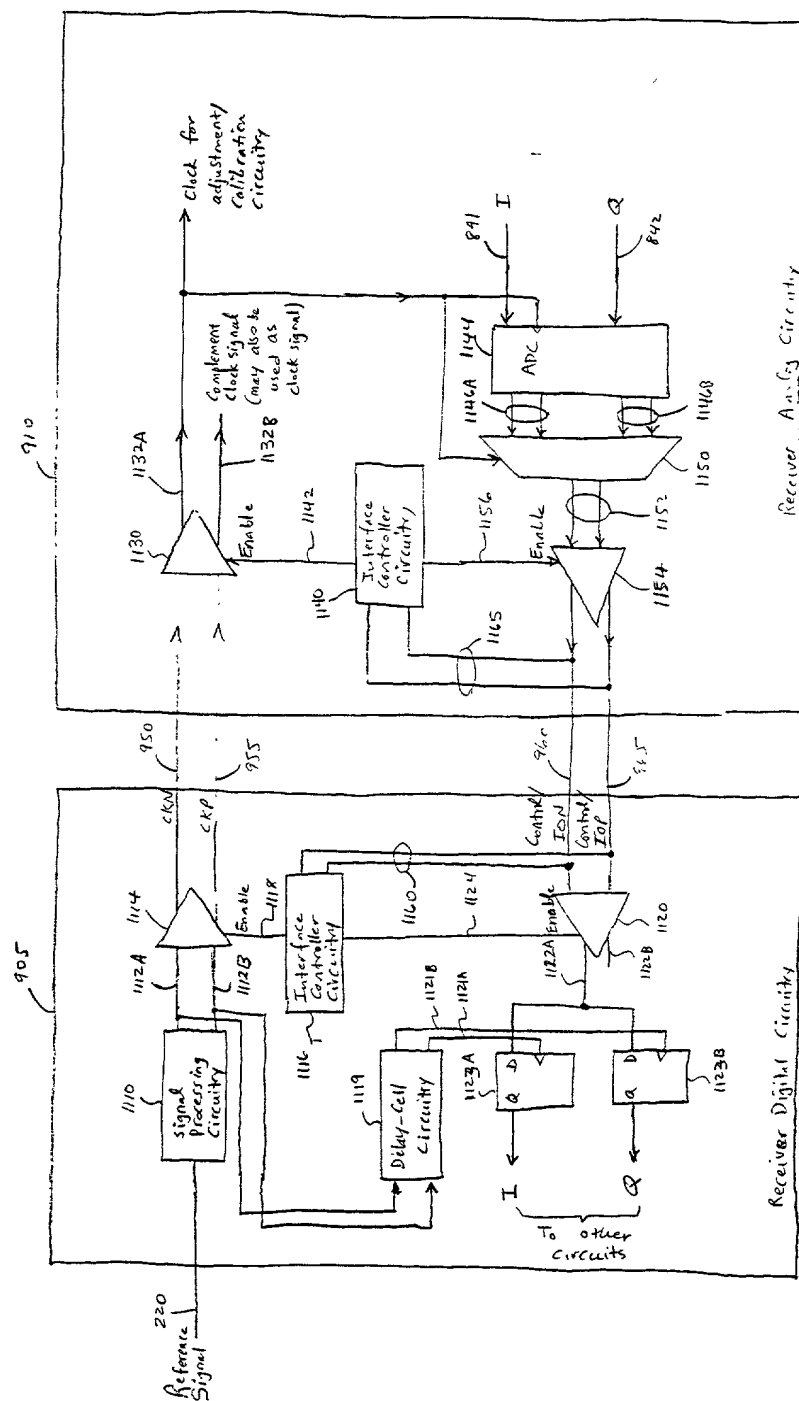 910
Clock for
adjustment/
Calibration
Circuitry
1132A
1130
Complement
Clock signal
(may also be
used as
clock signal)
1132B
Enable
1142
1140
Interface
Controller
Circuitry
1156
1165
Enable
1154
1152
1150
1146A
1146B
ADC
1144
841
I
842
Q
Receiver Analog Circuitry
950
955
960
965
905
CKN
CKP
Control/
ION
Control/
IOP
1114
1112A
1112B
Enable
1118
1110
Signal
Processing
Circuitry
1116
Interface
Controller
Circuitry
1160
1124
Enable
1120
1122A
1122B
1121B
1121A
1119
Delay-Cell
Circuitry
1123A
Q D
1123B
Q D
I
Q
To other
circuits
Receiver Digital Circuitry
220
Reference
Signal